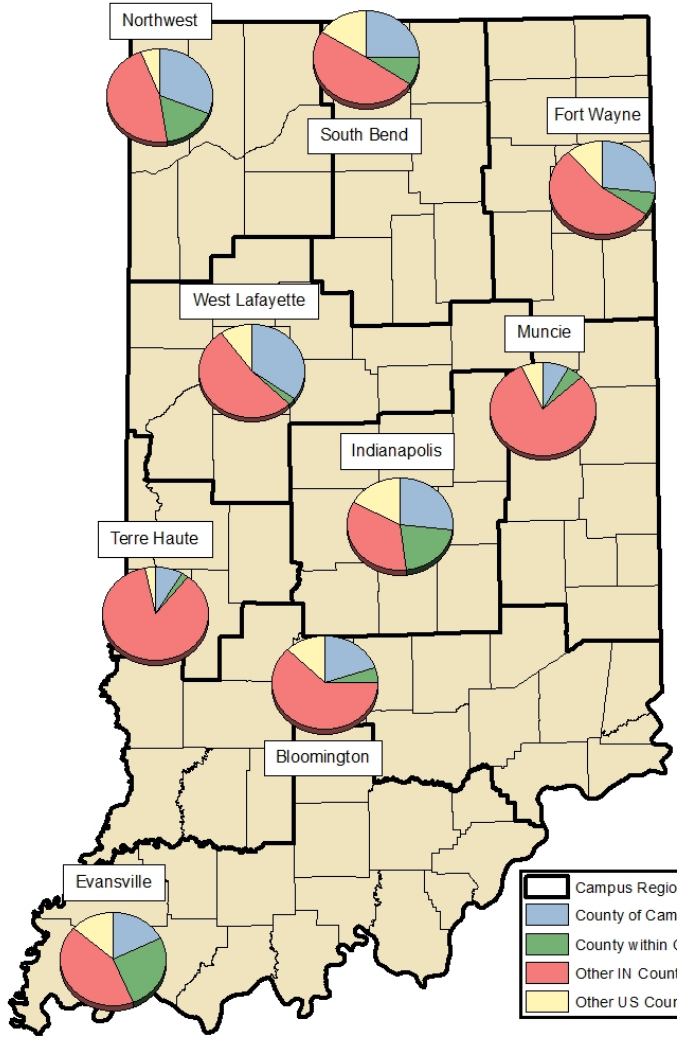 Northwest
South Bend
Fort Wayne
West Lafayette
Muncie
Indianapolis
Terre Haute
Bloomington
Evansville
Campus Regio
County of Cam
County within
Other IN Count
Other US Coun